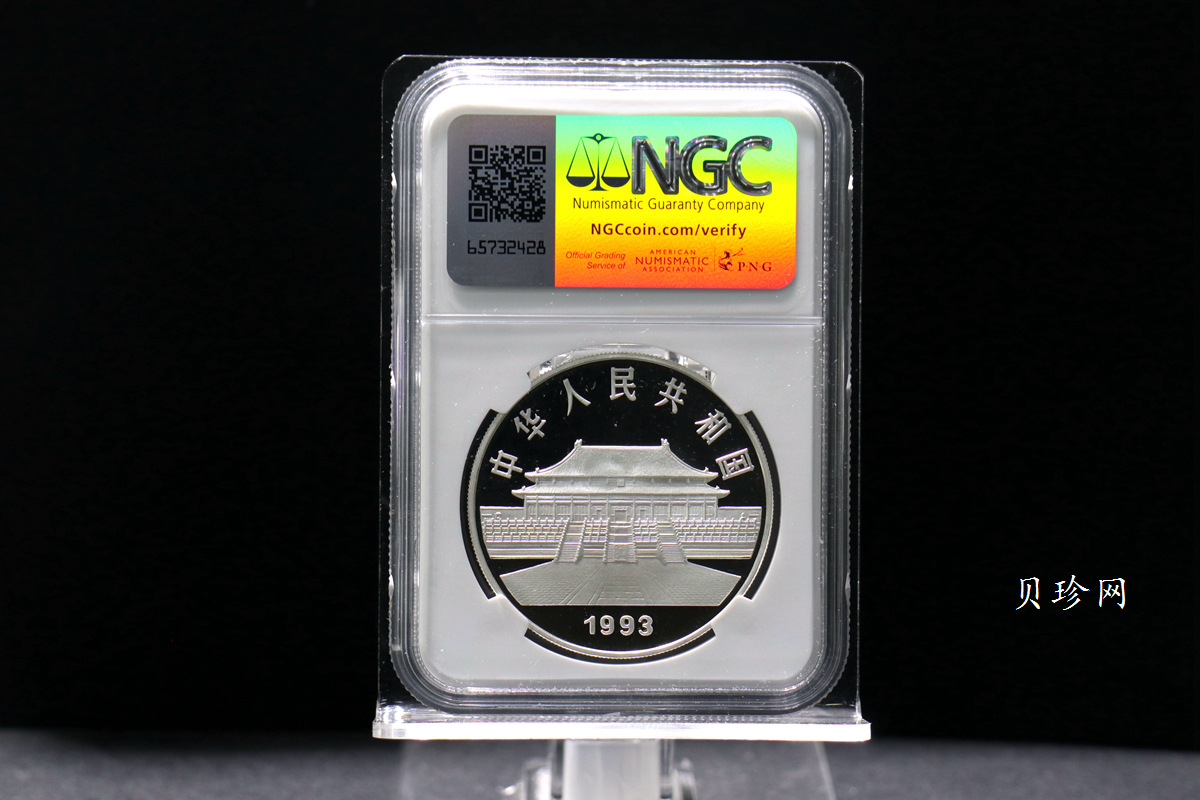 NGC
Numismatic Guaranty Company
NGCcoin.com/verify
65732428
Official Grading
Service of
AMERICAN
NUMISMATIC
ASSOCIATION
PNG
中华人民共和国
1993
贝珍网